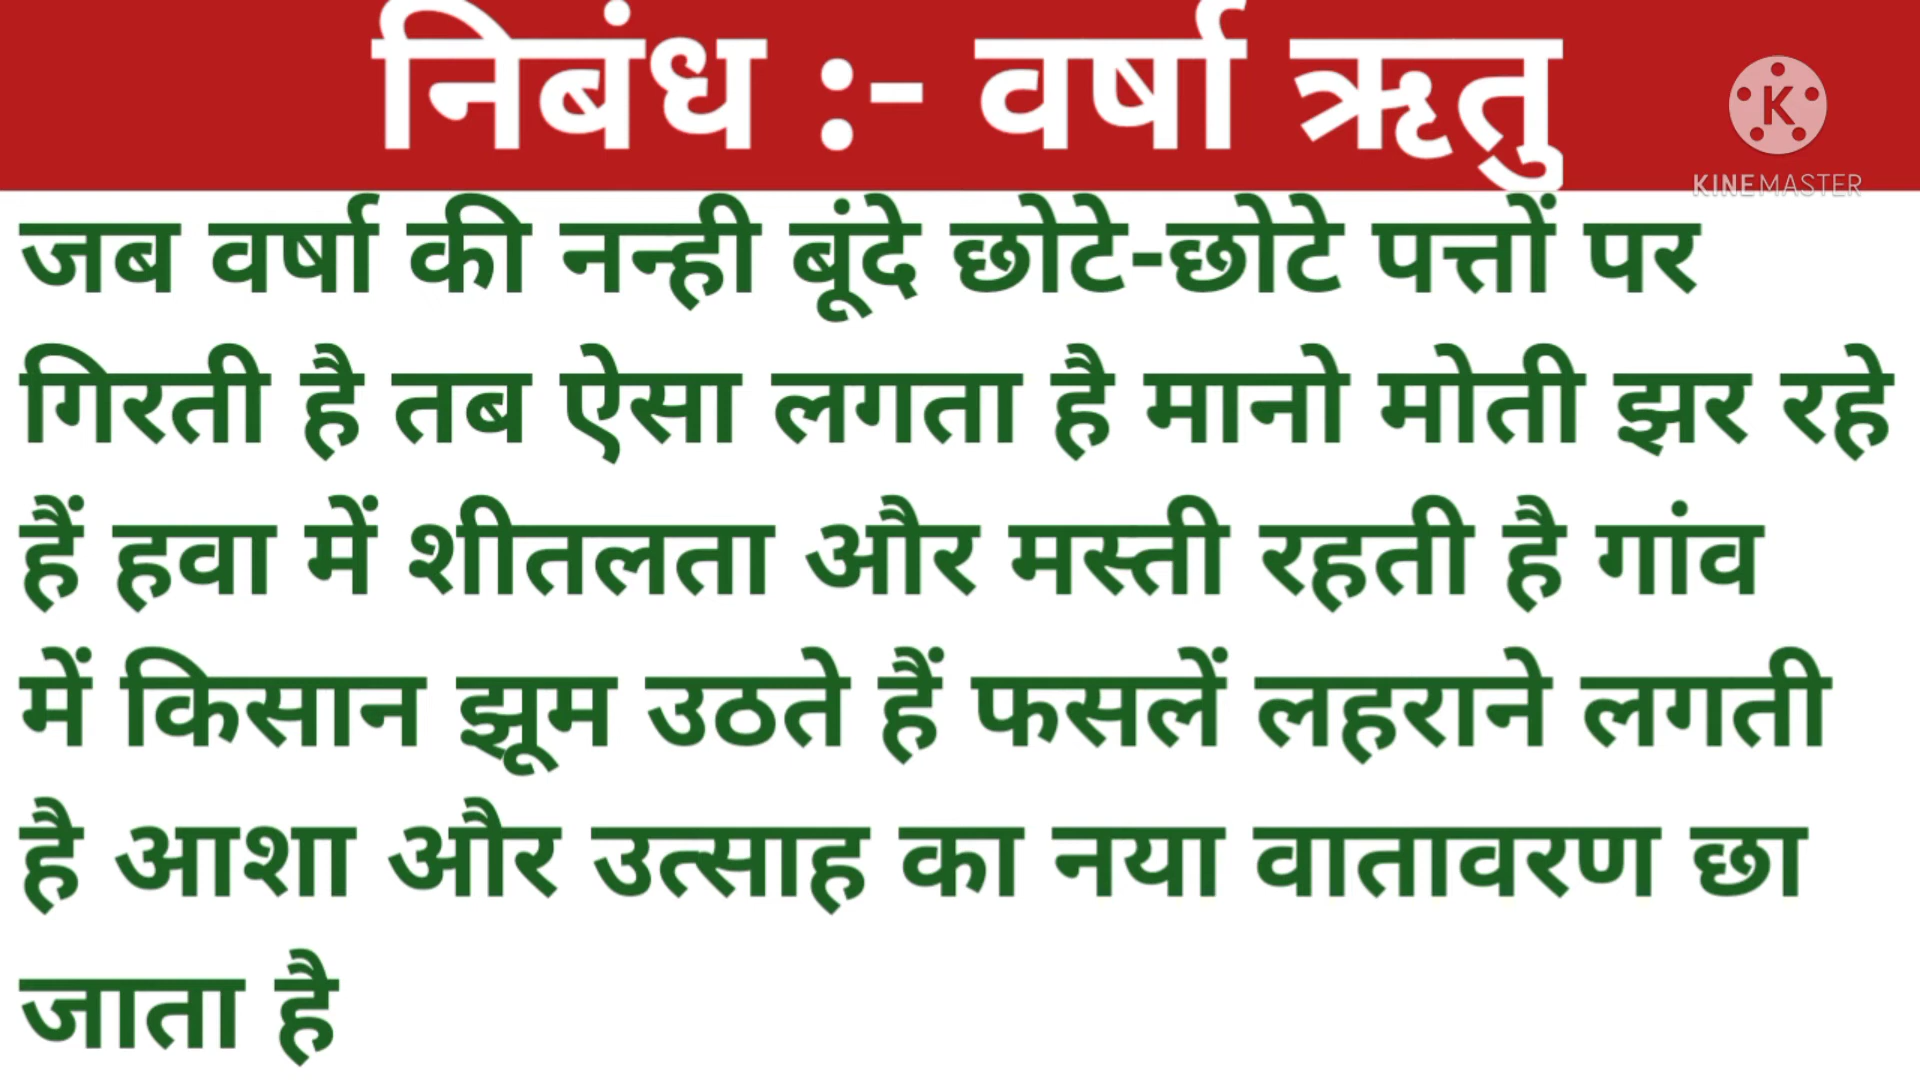 निबंध :- वर्षा ऋतु
K
KINEMASTER
जब वर्षा की नन्ही बूंदे छोटे-छोटे पत्तों पर
गिरती है तब ऐसा लगता है मानो मोती झर रहे
हैं हवा में शीतलता और मस्ती रहती है गांव
में किसान झूम उठते हैं फसलें लहराने लगती
है आशा और उत्साह का नया वातावरण छा
जाता है